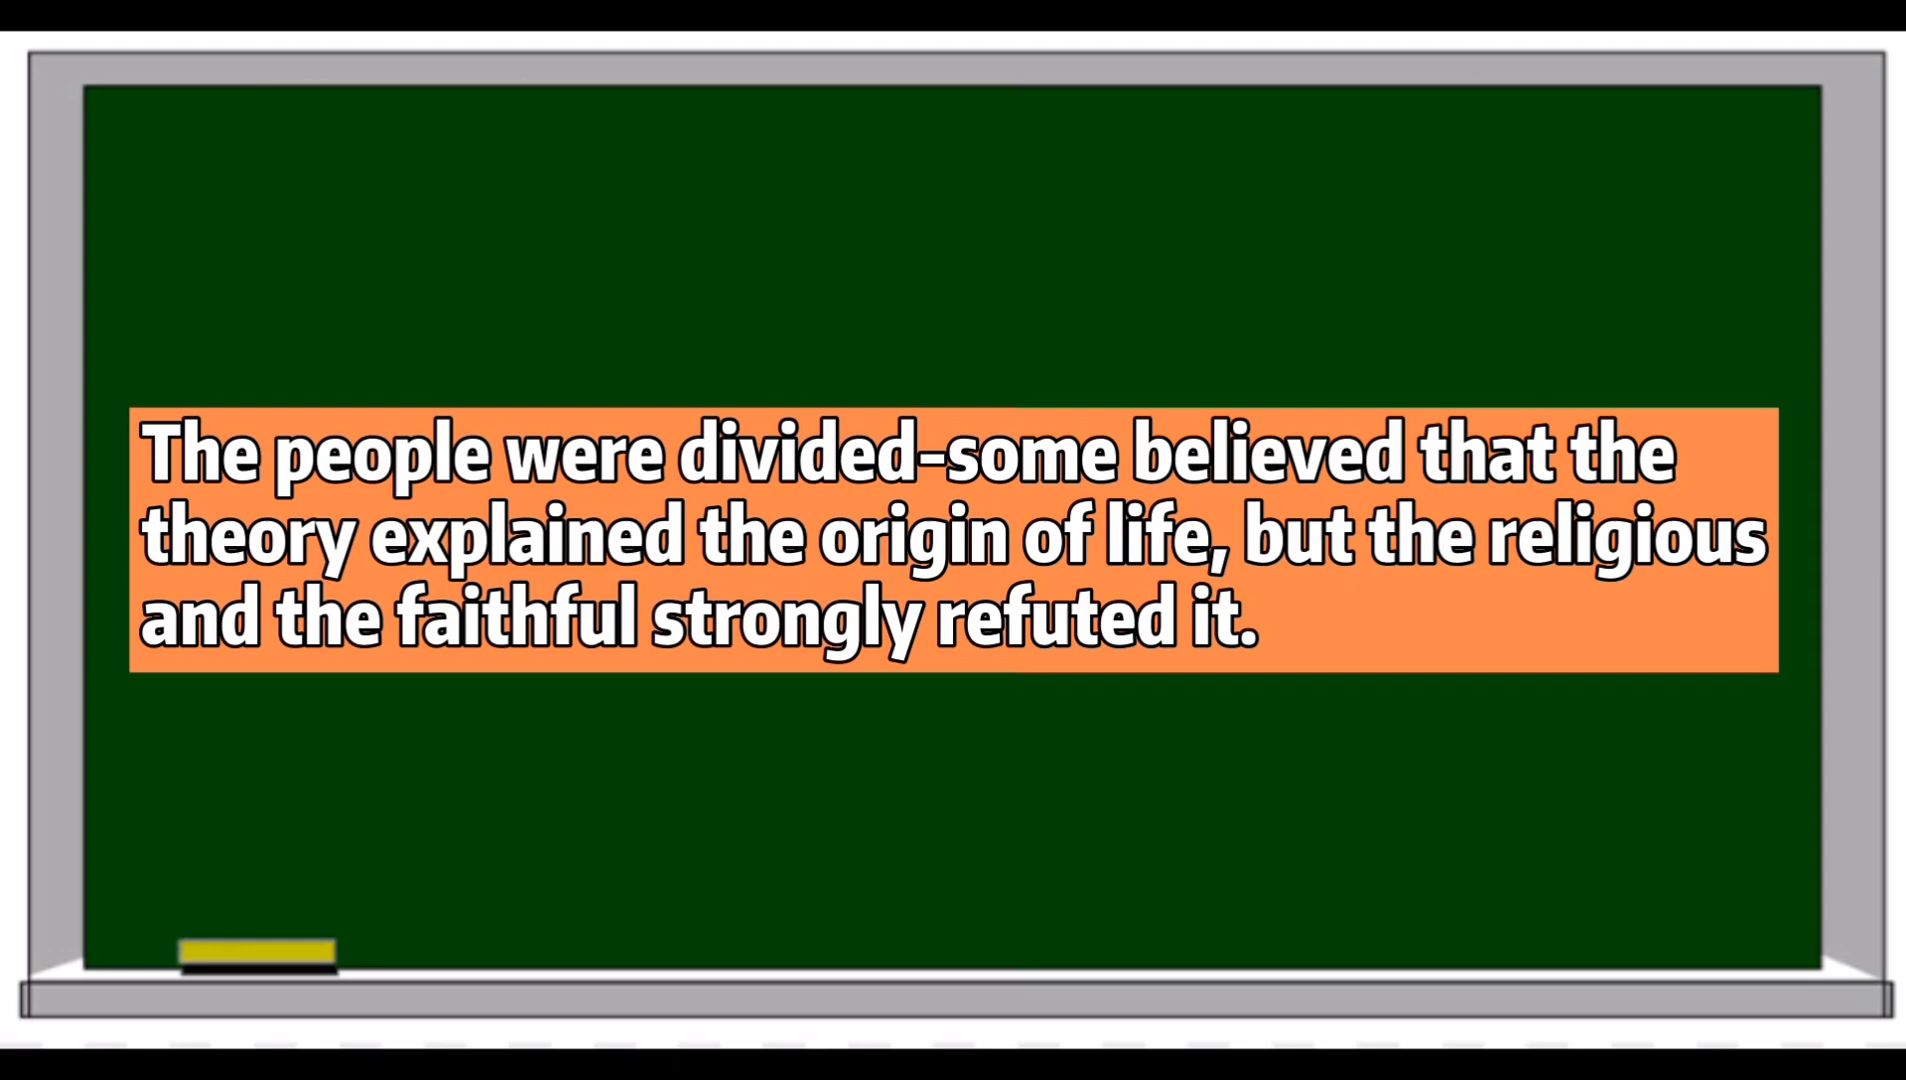 The people were divided-some believed that the
theory explained the origin of life, but the religious
and the faithful strongly refuted it.